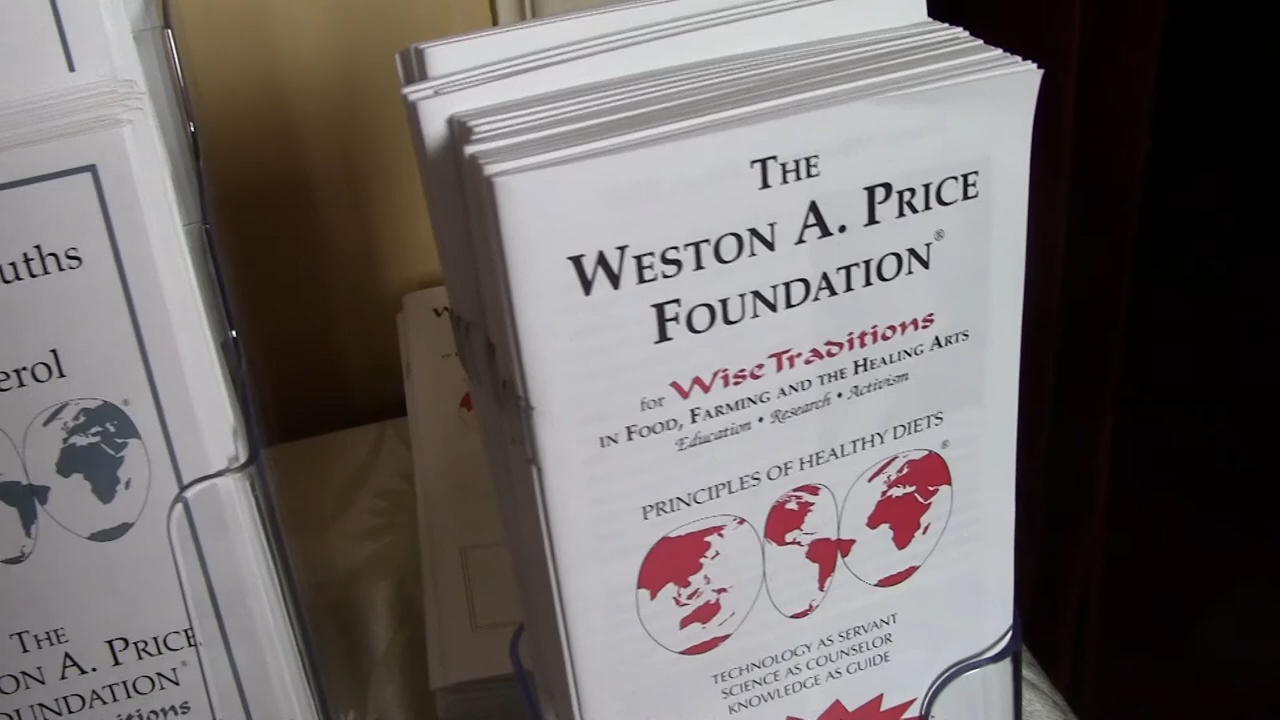 uths
erol
THE
ON A. PRICE
OUNDATION®
itions
THE
WESTON A. PRICE
FOUNDATION®
for Wise Traditions
IN FOOD, FARMING AND THE HEALING ARTS
Education • Research • Activism
PRINCIPLES OF HEALTHY DIETS
®
TECHNOLOGY AS SERVANT
SCIENCE AS COUNSELOR
KNOWLEDGE AS GUIDE